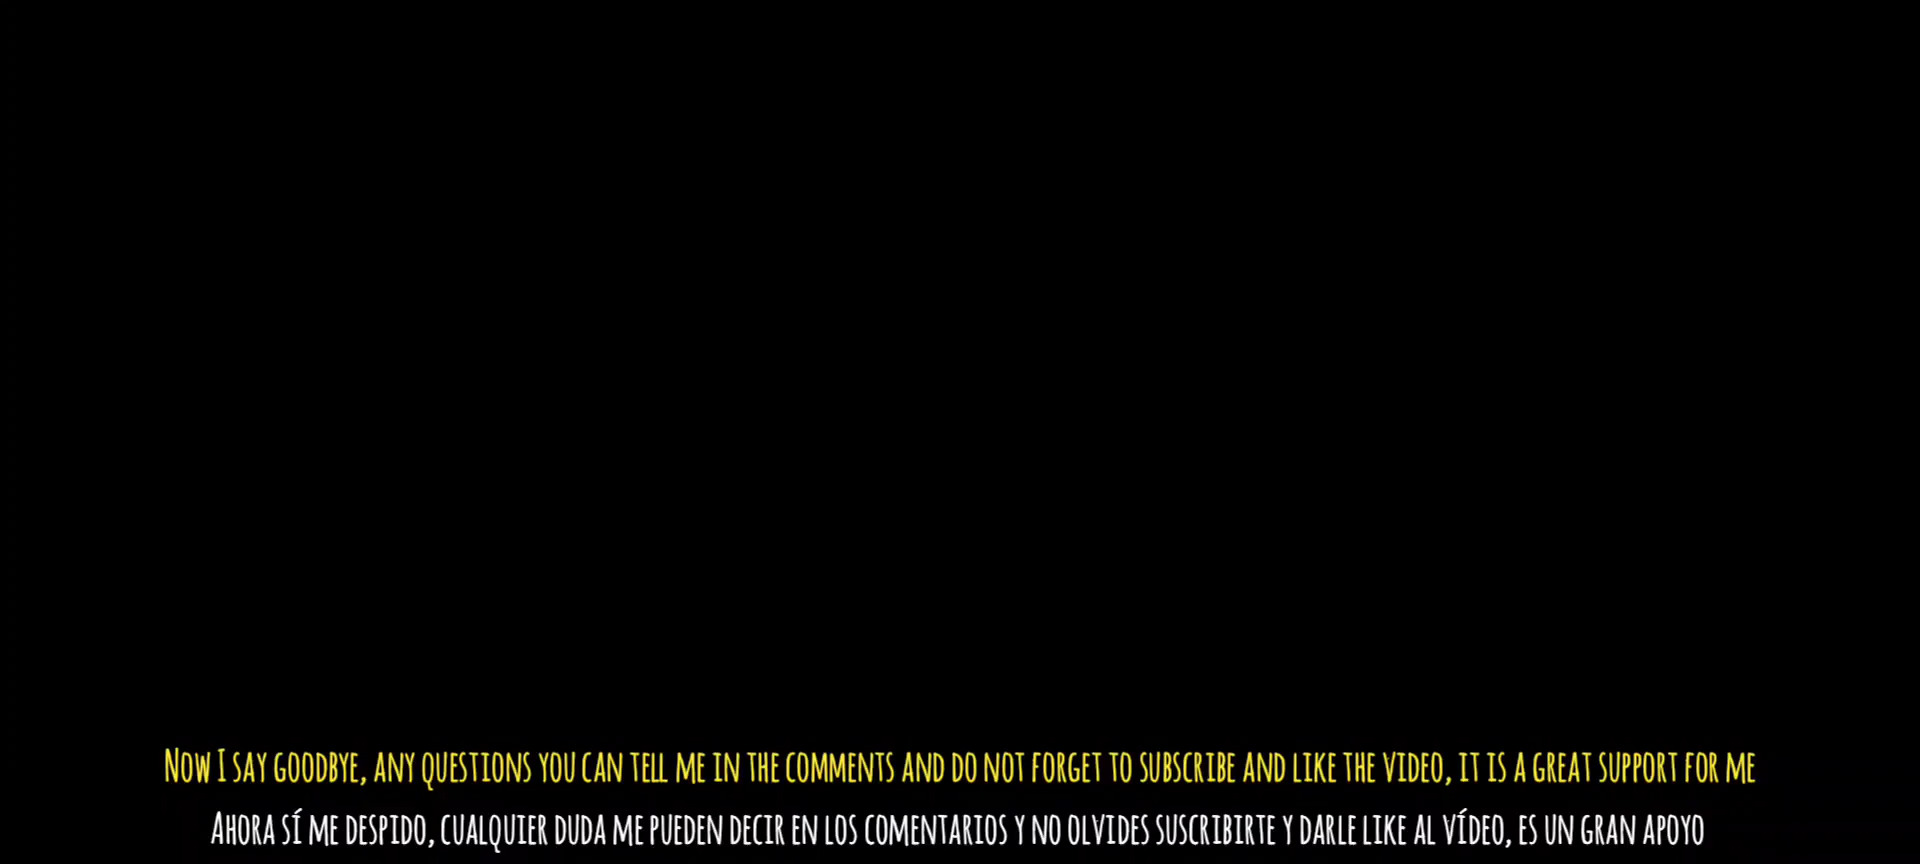 Now I say goodbye, any questions you can tell me in the comments and do not forget to subscribe and like the video, it is a great support for me
Ahora sí me despido, cualquier duda me pueden decir en los comentarios y no olvides suscribirte y darle like al vídeo, es un gran apoyo